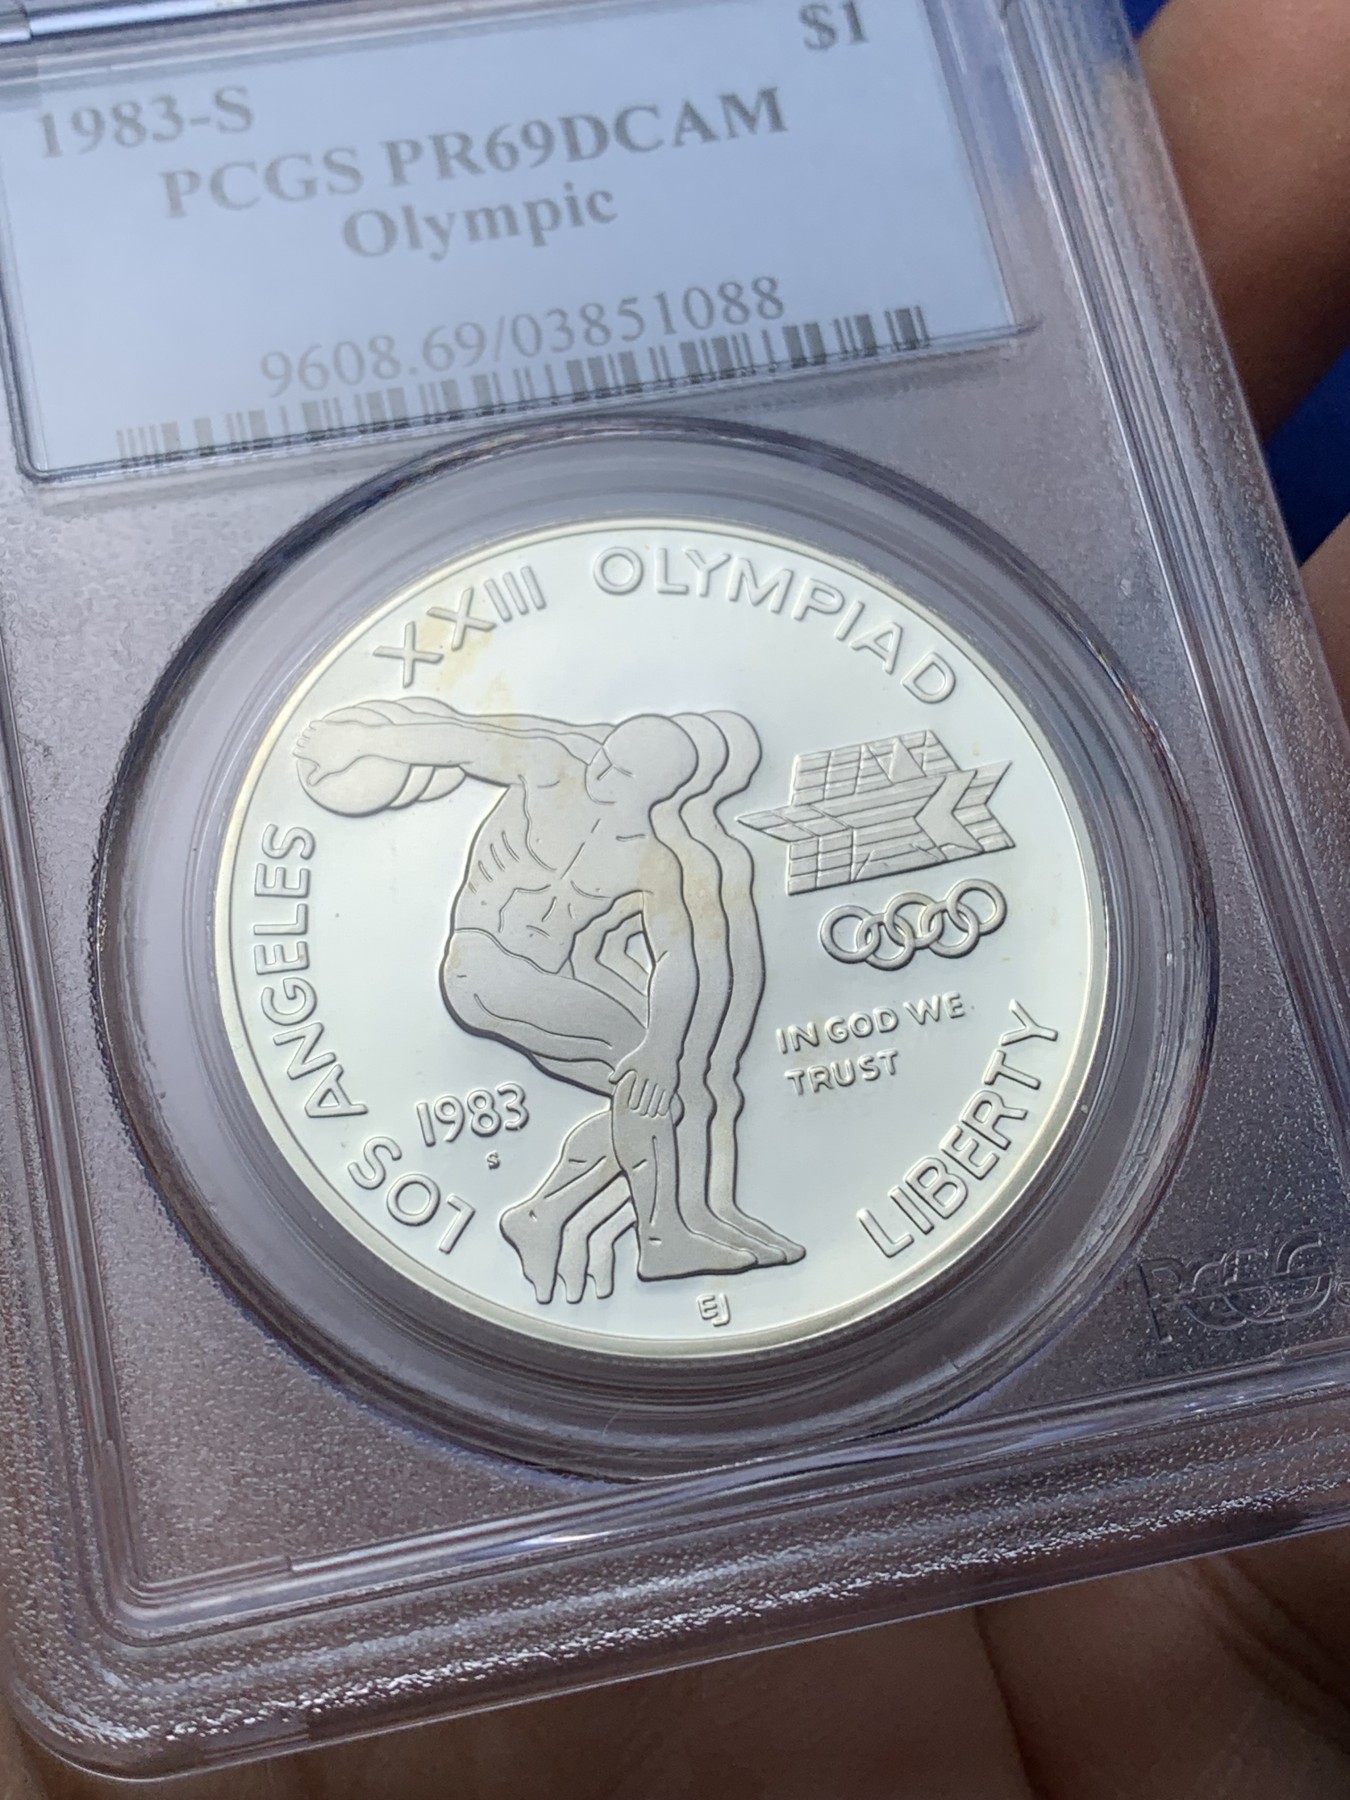 $1
1983-S
PCGS PR69DCAM
Olympic
9608.69/03851088
XXIII OLYMPIAD
LOS ANGELES
IN GOD WE
TRUST
1983
S
LIBERTY
EJ
PCGS